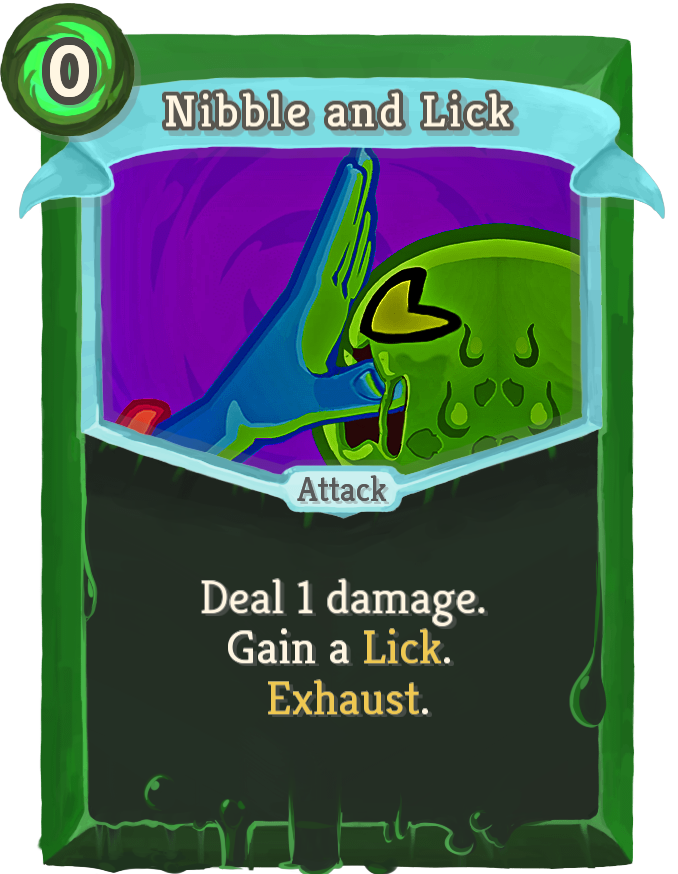 0
Nibble and Lick
Attack
Deal 1 damage.
Gain a Lick.
Exhaust.